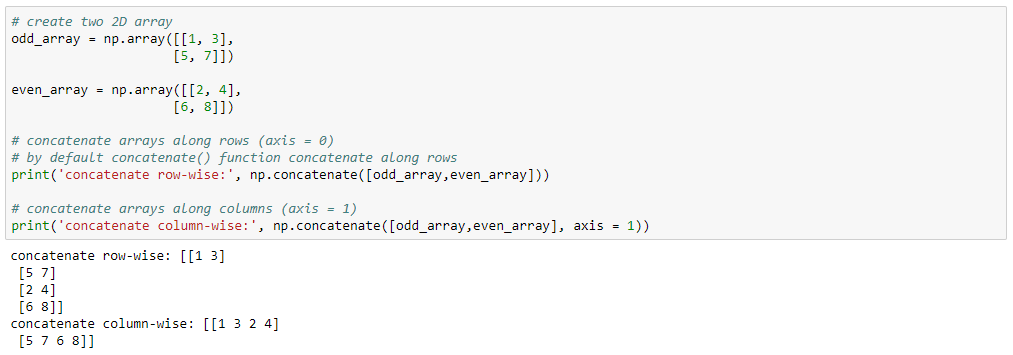 # create two 2D array
odd_array = np.array([[1, 3],
                     [5, 7]])
even_array = np.array([[2, 4],
                     [6, 8]])
# concatenate arrays along rows (axis = 0)
# by default concatenate() function concatenate along rows
print('concatenate row-wise:', np.concatenate([odd_array,even_array]))
# concatenate arrays along columns (axis = 1)
print('concatenate column-wise:', np.concatenate([odd_array,even_array], axis = 1))
concatenate row-wise: [[1 3]
 [5 7]
 [2 4]
 [6 8]]
concatenate column-wise: [[1 3 2 4]
 [5 7 6 8]]